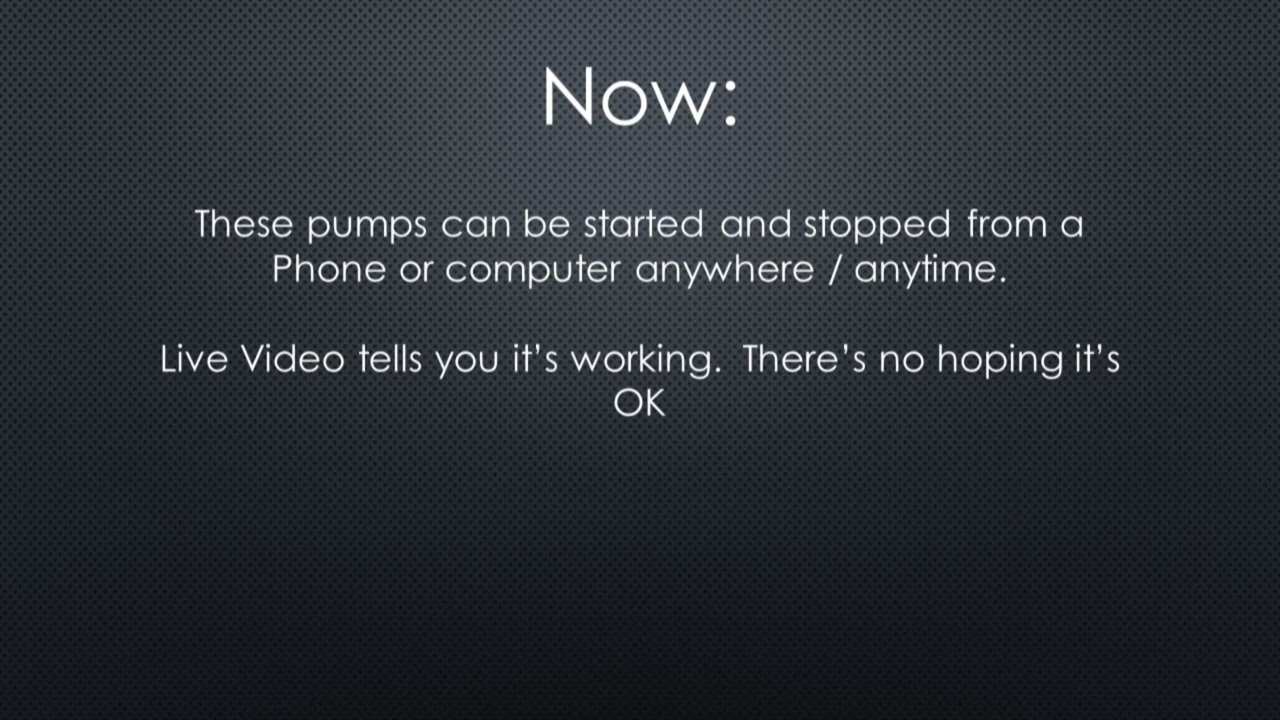 Now:
These pumps can be started and stopped from a
Phone or computer anywhere / anytime.
Live Video tells you it’s working.  There’s no hoping it’s
OK